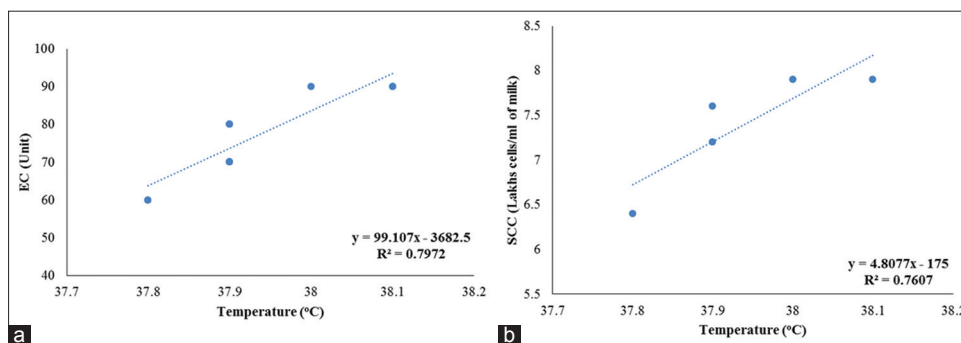 100
90
80
70
60
50
40
EC (Unit)
y = 99.107x - 3682.5
R² = 0.7972
37.7 37.8 37.9 38 38.1 38.2
Temperature (°C)
a
8.5
8
7.5
7
6.5
6
5.5
SCC (Lakhs cells/ml of milk)
y = 4.8077x - 175
R² = 0.7607
37.7 37.8 37.9 38 38.1 38.2
Temperature (°C)
b